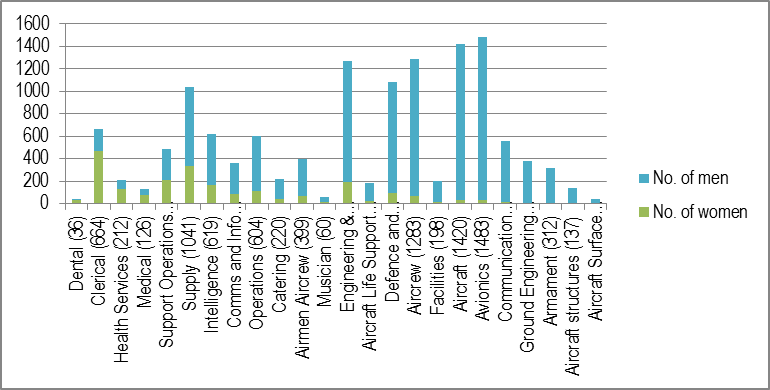 1600
1400
1200
1000
800
600
400
200
0
Dental (36)
Clerical (664)
Health Services (212)
Medical (126)
Support Operations...
Supply (1041)
Intelligence (619)
Comms and Info...
Operations (604)
Catering (220)
Airmen Aircrew (399)
Musician (60)
Engineering &...
Aircraft Life Support...
Defence and...
Aircrew (1283)
Facilities (198)
Aircraft (1420)
Avionics (1483)
Communication...
Ground Engineering...
Armament (312)
Aircraft structures (137)
Aircraft Surface...
No. of men
No. of women